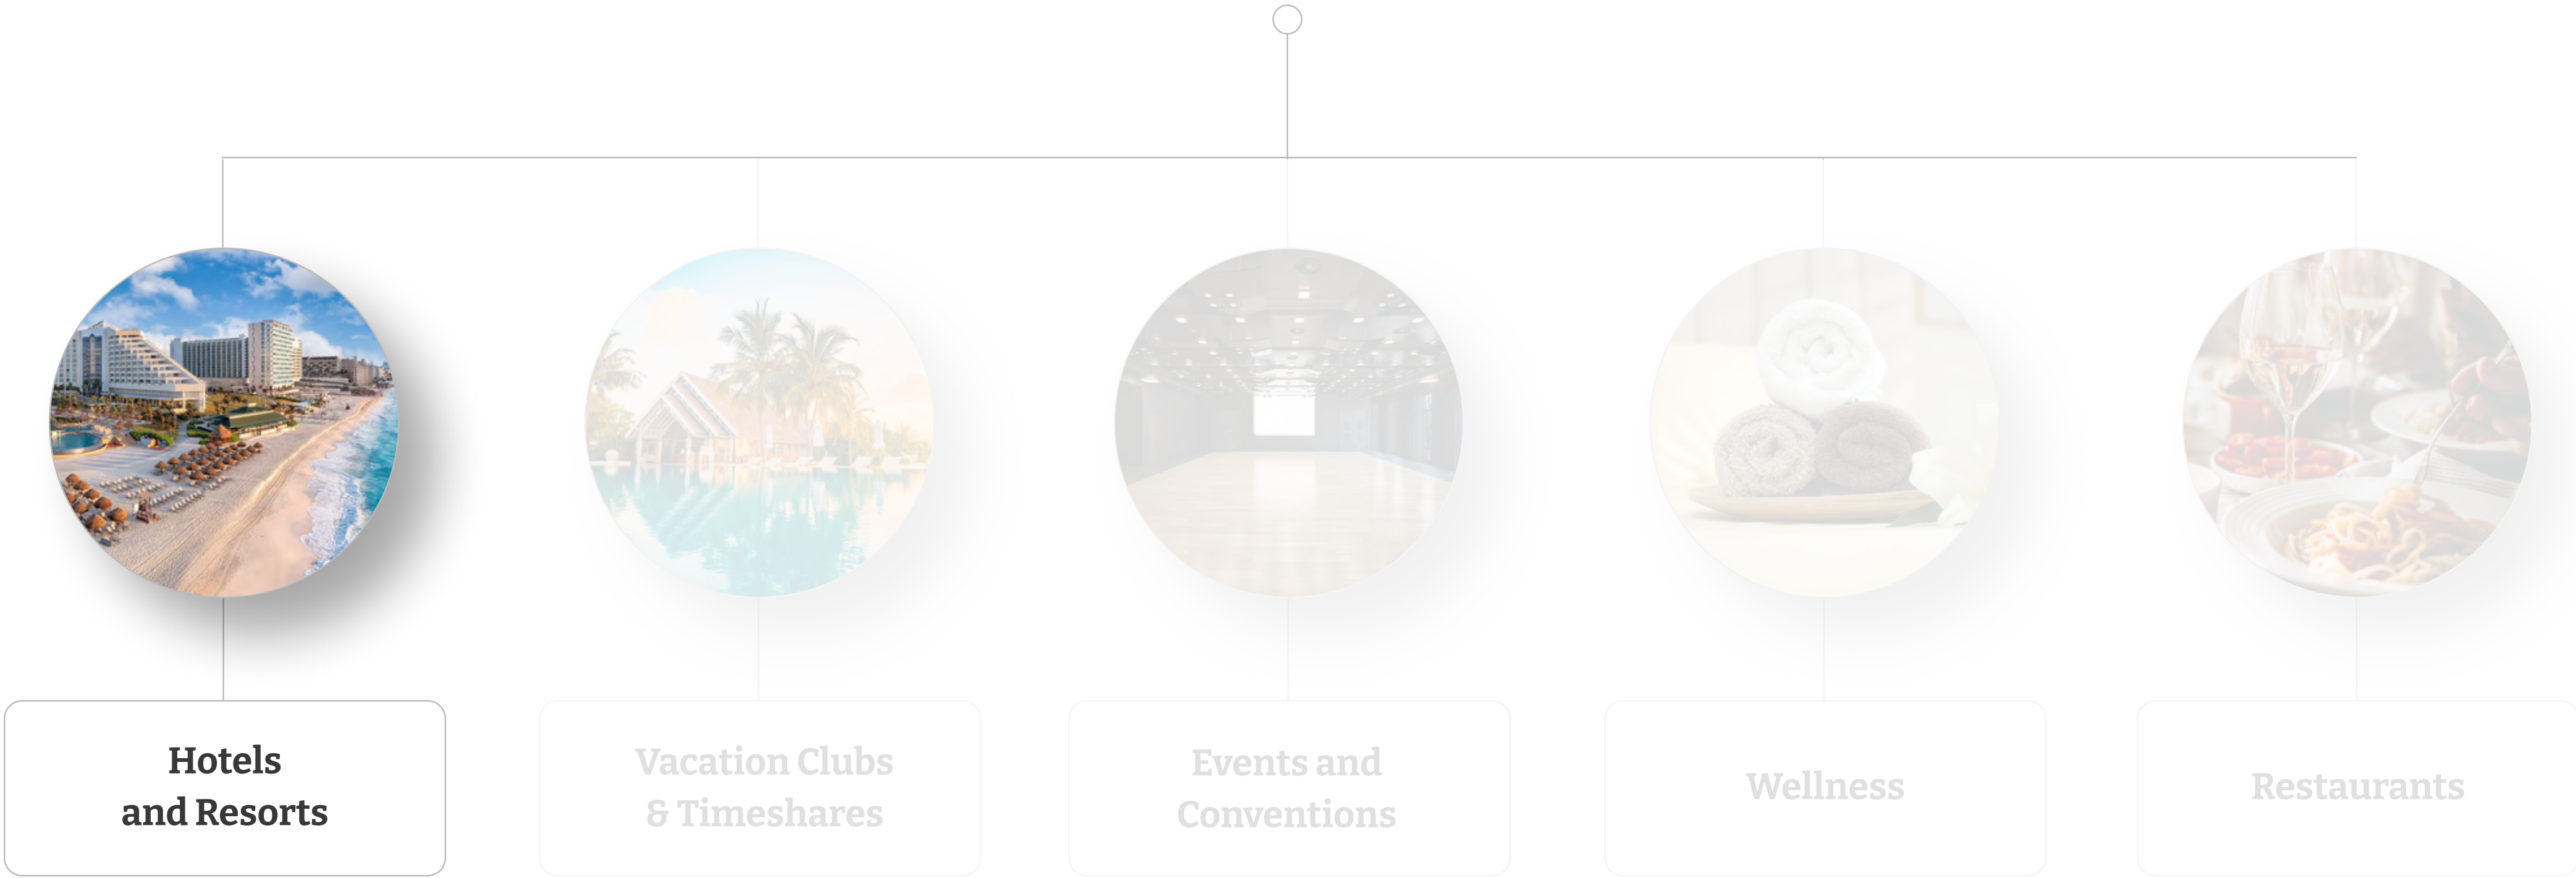 Hotels
and Resorts
Vacation Clubs
& Timeshares
Events and
Conventions
Wellness
Restaurants